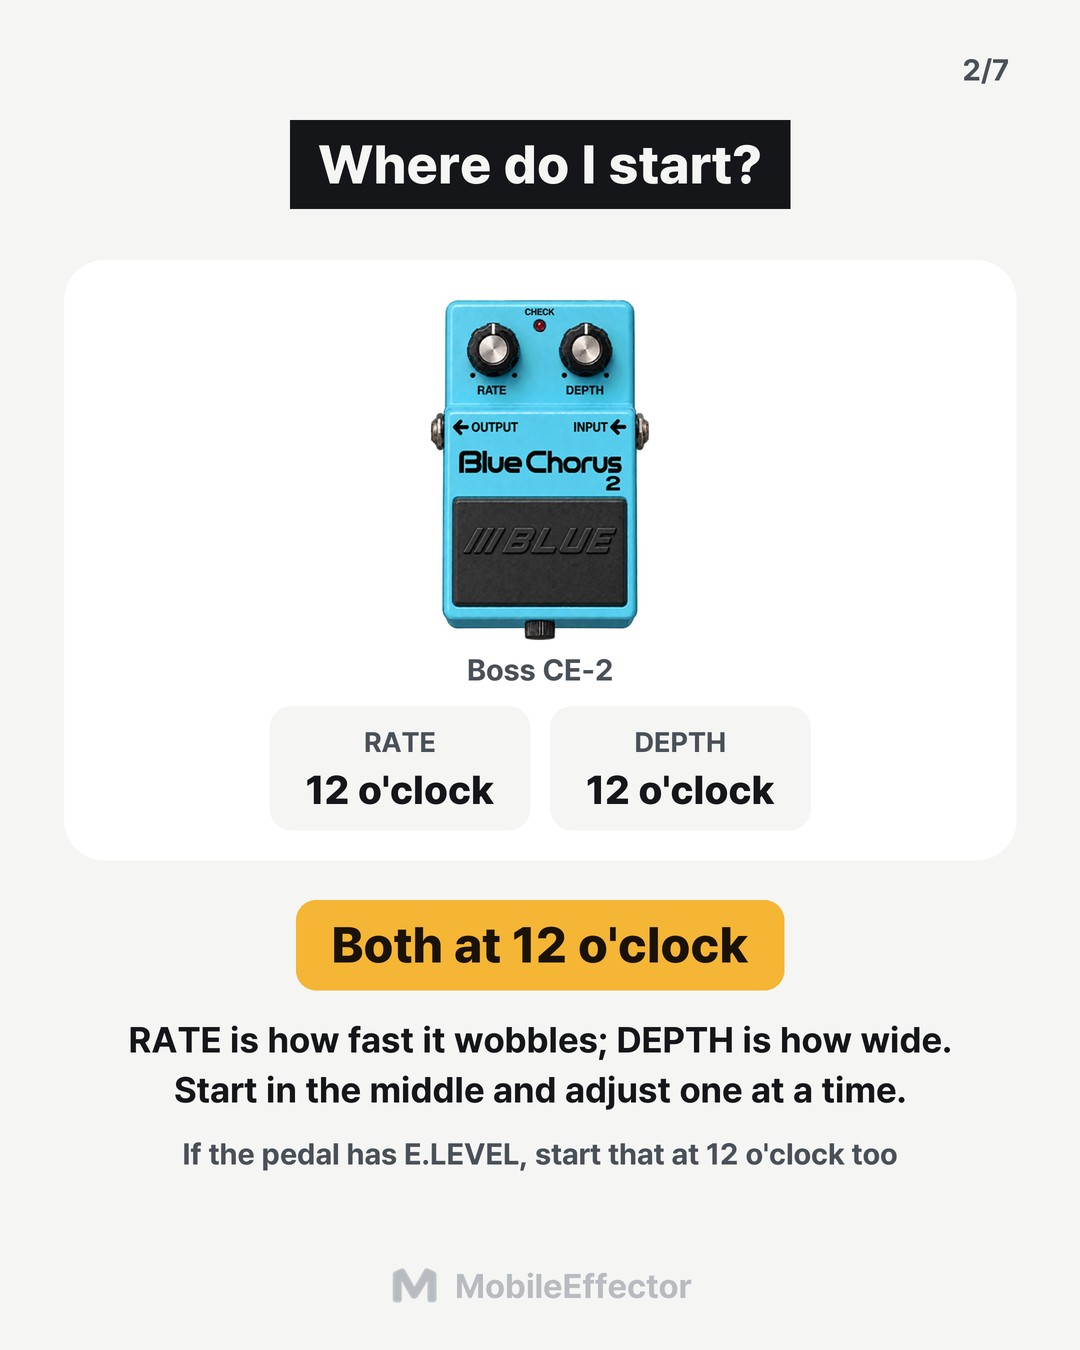 2/7
Where do I start?
CHECK
RATE
DEPTH
OUTPUT
INPUT
Blue Chorus
2
BLUE
Boss CE-2
RATE
12 o'clock
DEPTH
12 o'clock
Both at 12 o'clock
RATE is how fast it wobbles; DEPTH is how wide.
Start in the middle and adjust one at a time.
If the pedal has E.LEVEL, start that at 12 o'clock too
MobileEffector